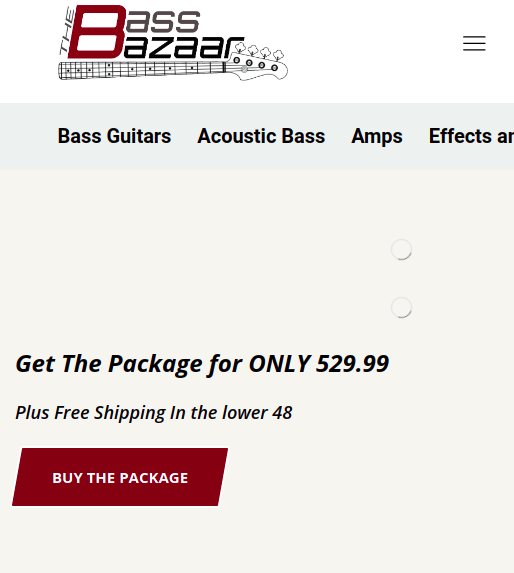 THE Bass
Bazaar
Bass Guitars Acoustic Bass Amps Effects ar
Get The Package for ONLY 529.99
Plus Free Shipping In the lower 48
BUY THE PACKAGE